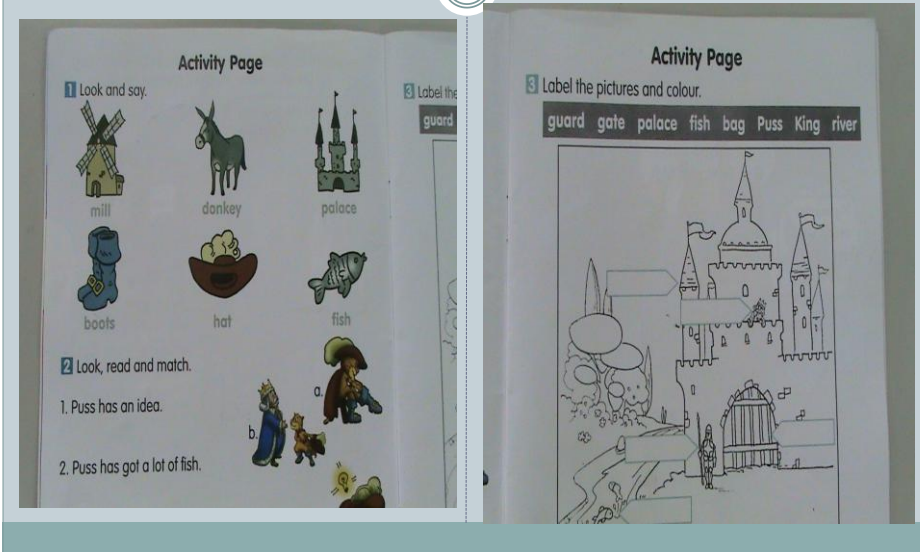 Activity Page
1 Look and say.
mill donkey palace
boots hat fish
2 Look, read and match.
a.
1. Puss has an idea.
b.
2. Puss has got a lot of fish.
3 Label the
guard
Activity Page
3 Label the pictures and colour.
guard gate palace fish bag Puss King river